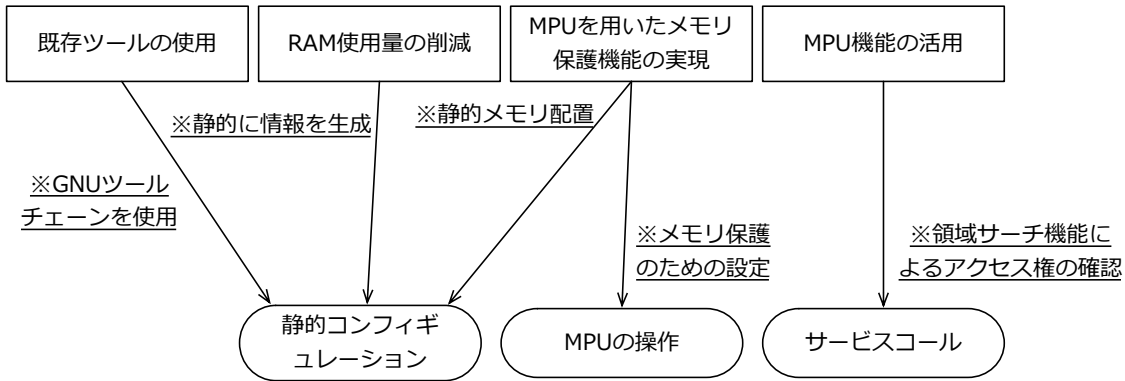 既存ツールの使用
RAM使用量の削減
MPUを用いたメモリ
保護機能の実現
MPU機能の活用
※静的に情報を生成
※静的メモリ配置
※GNUツール
チェーンを使用
※メモリ保護
のための設定
※領域サーチ機能に
よるアクセス権の確認
静的コンフィギ
ュレーション
MPUの操作
サービスコール